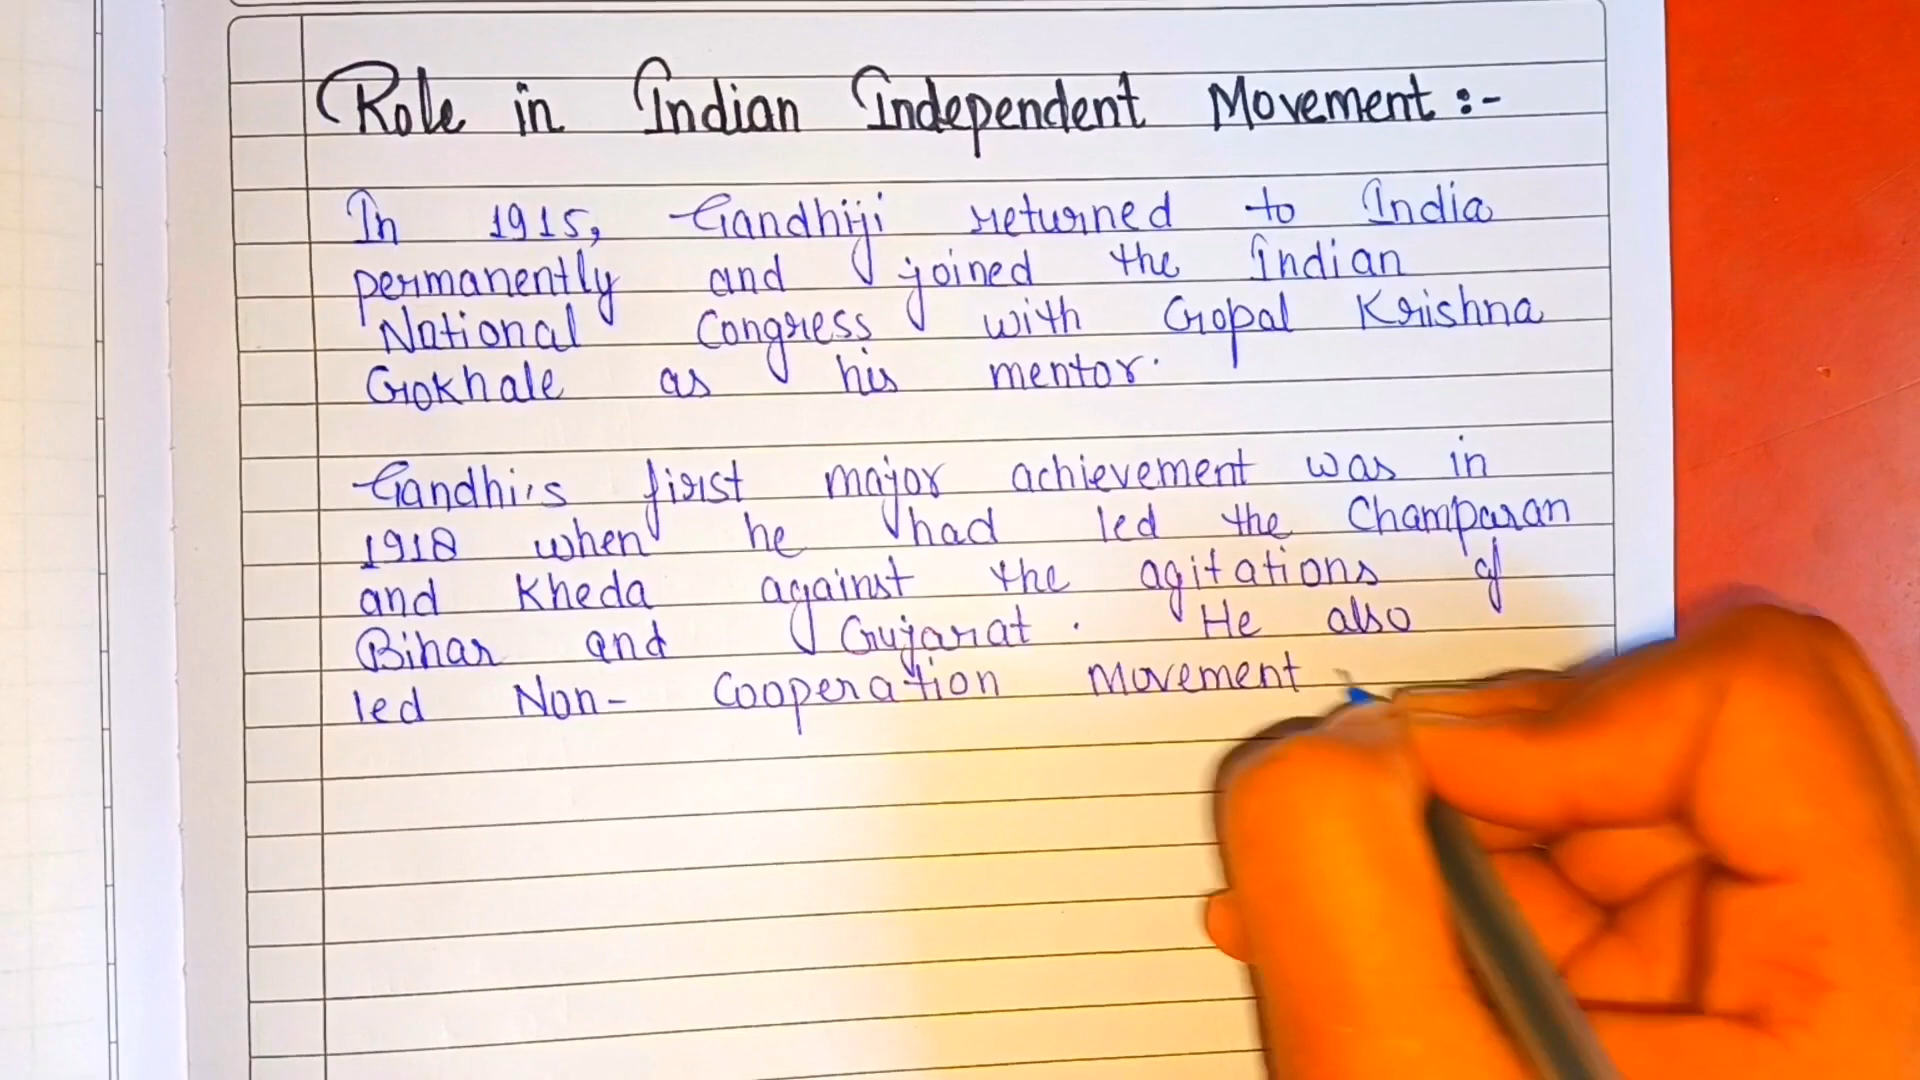 Role in Indian Independent Movement :-
In 1915, Gandhiji returned to India
permanently and joined the Indian
National Congress with Gopal Krishna
Gokhale as his mentor.
Gandhi's first major achievement was in
1918 when he had led the Champaran
and Kheda against the agitations of
Bihar and Gujarat. He also
led Non- Cooperation Movement